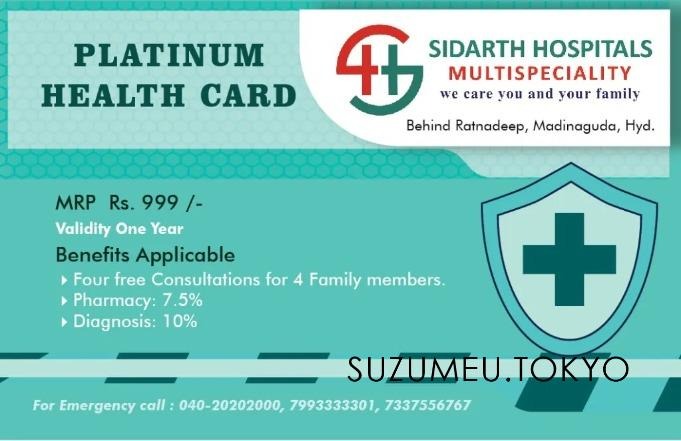 PLATINUM
HEALTH CARD
SIDARTH HOSPITALS
MULTISPECIALITY
we care you and your family
Behind Ratnadeep, Madinaguda, Hyd.
MRP Rs. 999 /-
Validity One Year
Benefits Applicable
Four free Consultations for 4 Family members.
Pharmacy: 7.5%
Diagnosis: 10%
SUZUMEU.TOKYO
For Emergency call : 040-20202000, 7993333301, 7337556767